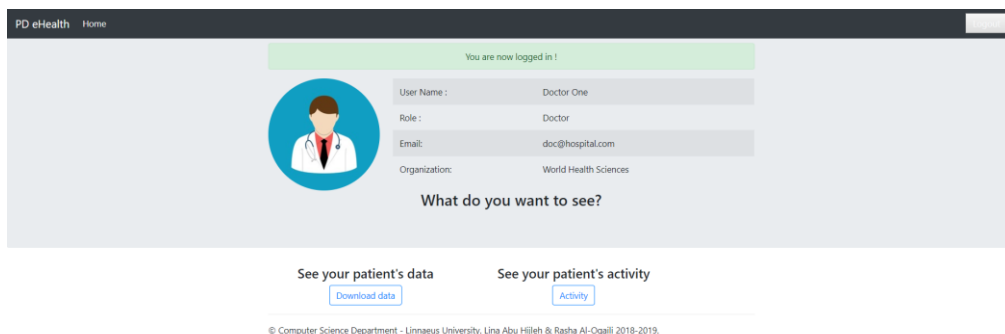 PD eHealth Home
You are now logged in !
User Name : Doctor One
Role : Doctor
Email: doc@hospital.com
Organization: World Health Sciences
What do you want to see?
See your patient's data See your patient's activity
Download data Activity
© Computer Science Department - Linnaeus University, Lina Abu Hijleh & Rasha Al-Ogaili 2018-2019.